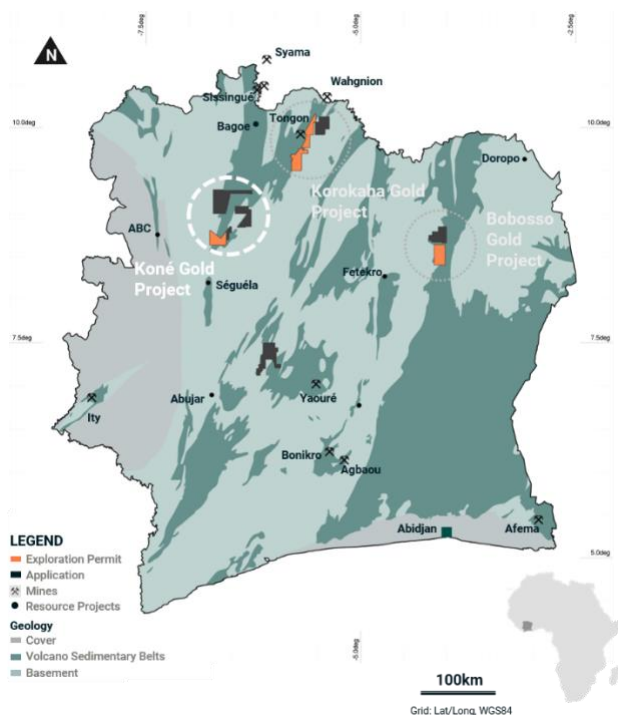 -7.5deg
-5.0deg
-2.5deg
N
Syama
Wahgnion
Sissingué
Tongon
10.0deg
Bagoe
10.0deg
Doropo
Korokaha Gold
Project
ABC
Bobosso
Gold
Project
Koné Gold
Project
Séguéla
Fetekro
7.5deg
7.5deg
Ity
Abujar
Yaouré
Bonikro
Agbaou
LEGEND
Exploration Permit
Application
Mines
Resource Projects
Geology
Cover
Volcano Sedimentary Belts
Basement
Abidjan
Afema
5.0deg
-7.5deg
-5.0deg
100km
Grid: Lat/Long, WGS84